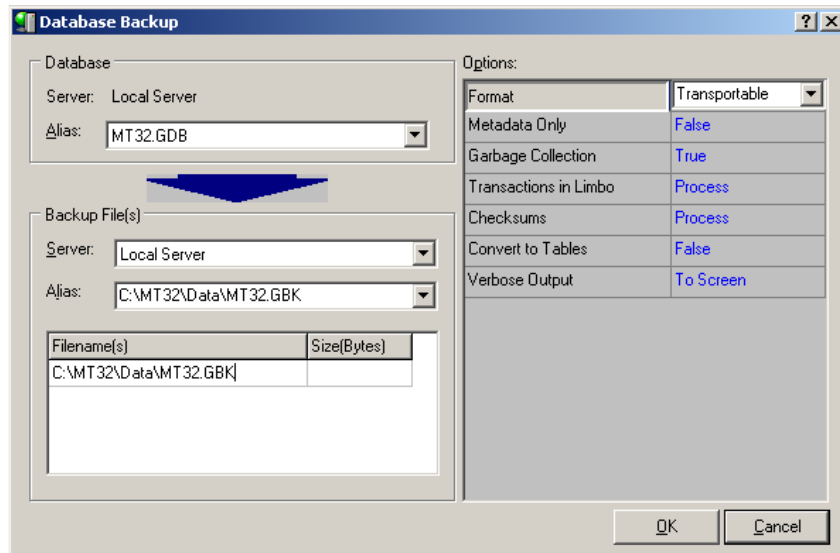 Database Backup
Database
Server: Local Server
Alias: MT32.GDB
Backup File(s)
Server: Local Server
Alias: C:\MT32\Data\MT32.GBK
Filename(s) Size(Bytes)
C:\MT32\Data\MT32.GBK
Options:
Format Transportable
Metadata Only False
Garbage Collection True
Transactions in Limbo Process
Checksums Process
Convert to Tables False
Verbose Output To Screen
OK Cancel